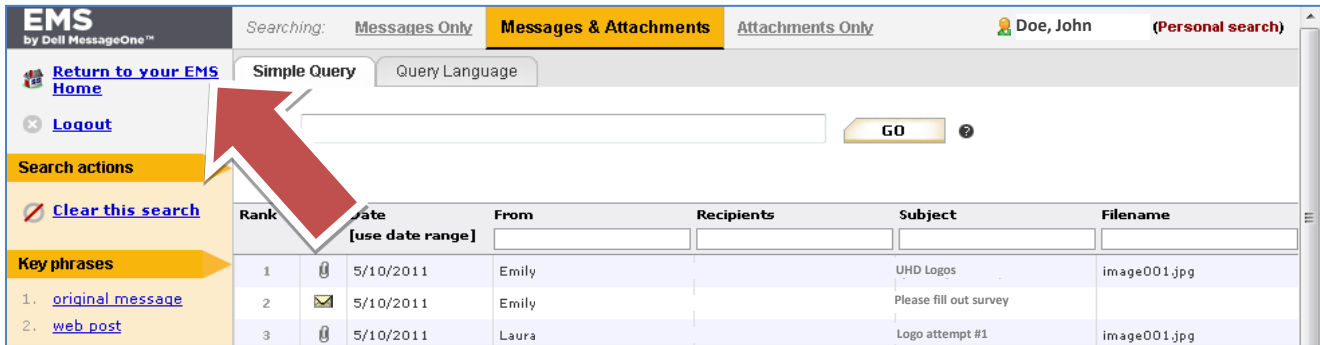 EMS
by Dell MessageOne™
Searching: Messages Only Messages & Attachments Attachments Only Doe, John (Personal search)
Return to your EMS
Home
Logout
Search actions
Clear this search
Key phrases
1. original message
2. web post
Simple Query Query Language
GO
Rank Date From Recipients Subject Filename
[use date range]
1 5/10/2011 Emily UHD Logos image001.jpg
2 5/10/2011 Emily Please fill out survey
3 5/10/2011 Laura Logo attempt #1 image001.jpg